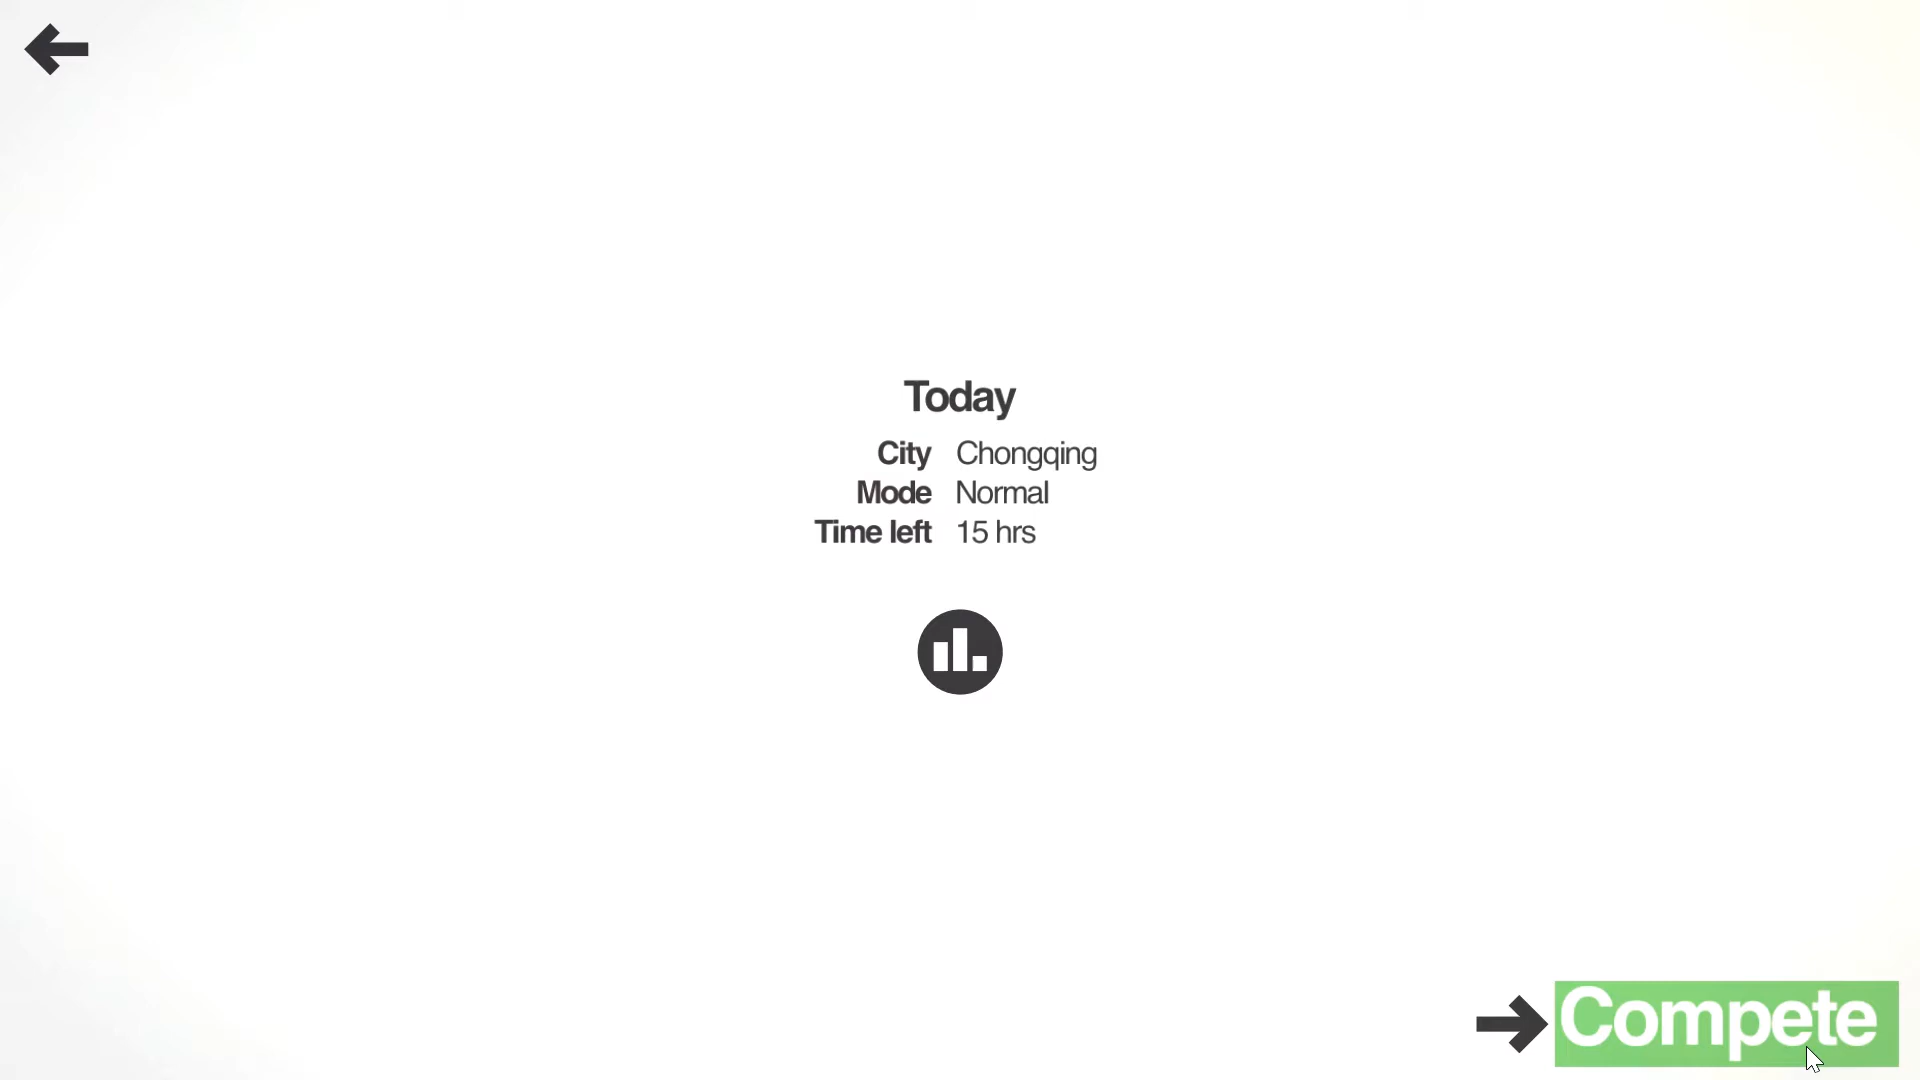 Today
City Chongqing
Mode Normal
Time left 15 hrs
Compete